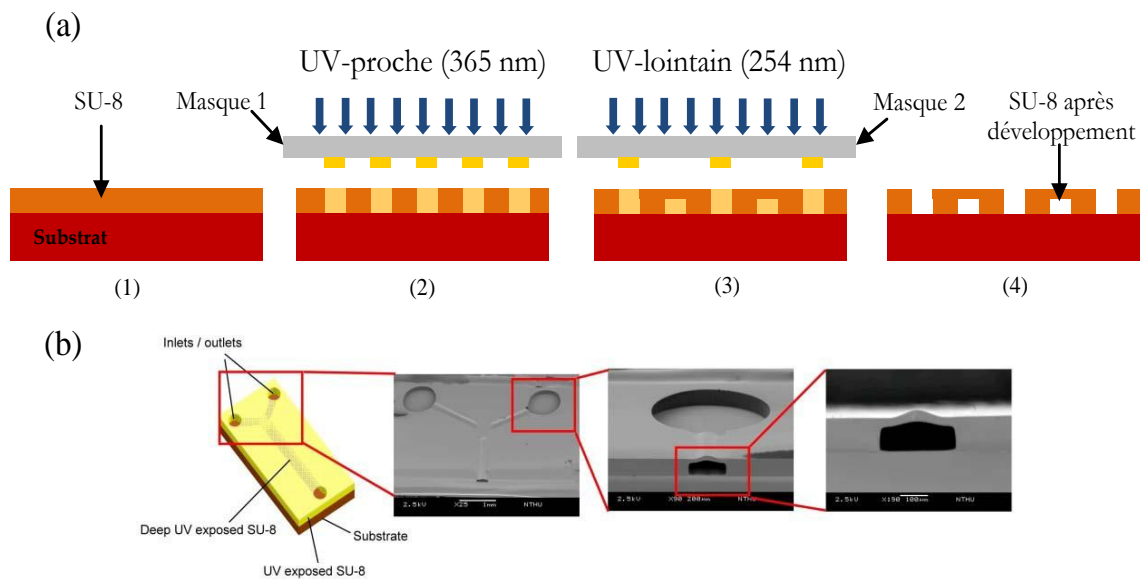 (a)
UV-proche (365 nm)
UV-lointain (254 nm)
SU-8
Masque 1
Masque 2
SU-8 après
développement
Substrat
(1)
(2)
(3)
(4)
(b)
Inlets / outlets
Deep UV exposed SU-8
Substrate
UV exposed SU-8
2.5kV X25 1mm NTHU
2.5kV X90 200mm NTHU
2.5kV X190 100mm NTHU